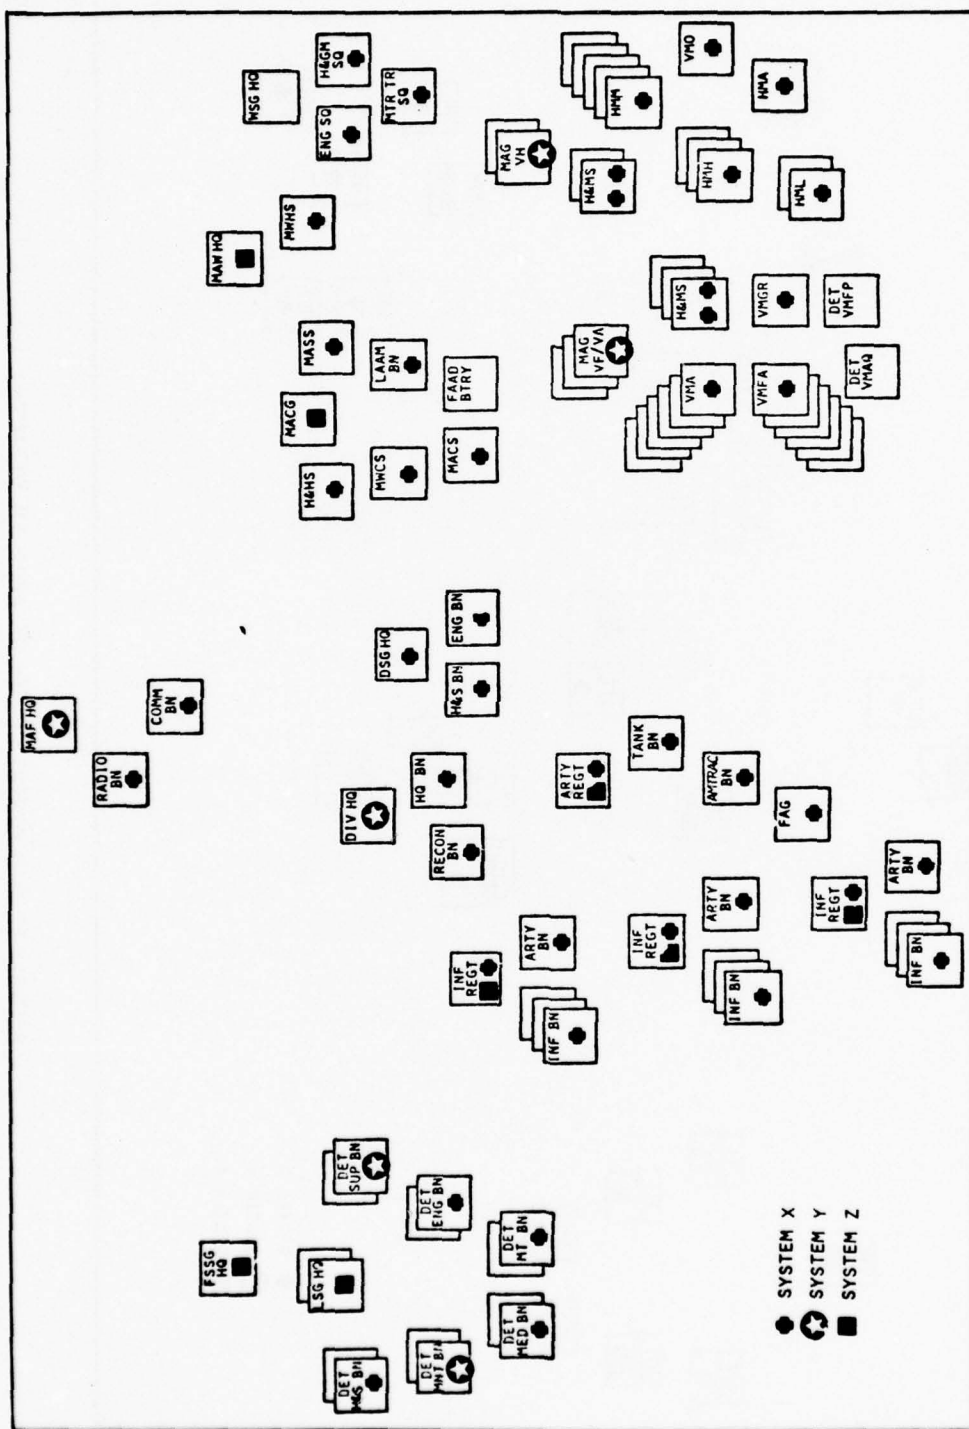 MAF HQ
RADIO
BN
COMM
BN
FSSG
HQ
LSG HQ
DET
SUP BN
DET
ENG BN
DET
MT BN
DET
H&S BN
DET
MNT BN
DET
MED BN
DIV HQ
HQ BN
RECON
BN
DSG HQ
H&S BN
ENG BN
INF
REGT
ARTY
BN
INF BN
INF
REGT
ARTY
BN
INF BN
INF
REGT
ARTY
BN
INF BN
ARTY
REGT
TANK
BN
AMTRAC
BN
FAG
MAW HQ
MWHS
MACG
H&HS
MASS
MWCS
LAAM
BN
MACS
FAAD
BTRY
WSG HQ
ENG SQ
H&GM
SQ
MTR TR
SQ
MAG
VF/VA
H&MS
VMA
VMGR
VMFA
DET
VMFP
DET
VMAQ
MAG
VH
H&MS
HMM
VMO
HMH
HMA
HML
SYSTEM X
SYSTEM Y
SYSTEM Z